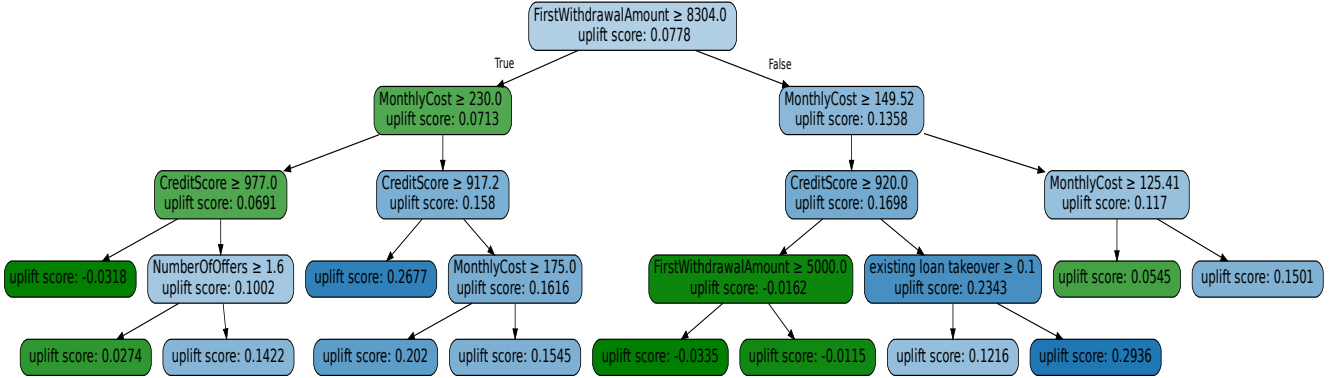 FirstWithdrawalAmount ≥ 8304.0
uplift score: 0.0778
True
False
MonthlyCost ≥ 230.0
uplift score: 0.0713
MonthlyCost ≥ 149.52
uplift score: 0.1358
CreditScore ≥ 977.0
uplift score: 0.0691
CreditScore ≥ 917.2
uplift score: 0.158
CreditScore ≥ 920.0
uplift score: 0.1698
MonthlyCost ≥ 125.41
uplift score: 0.117
uplift score: -0.0318
NumberOfOffers ≥ 1.6
uplift score: 0.1002
uplift score: 0.2677
MonthlyCost ≥ 175.0
uplift score: 0.1616
FirstWithdrawalAmount ≥ 5000.0
uplift score: -0.0162
existing loan takeover ≥ 0.1
uplift score: 0.2343
uplift score: 0.0545
uplift score: 0.1501
uplift score: 0.0274
uplift score: 0.1422
uplift score: 0.202
uplift score: 0.1545
uplift score: -0.0335
uplift score: -0.0115
uplift score: 0.1216
uplift score: 0.2936